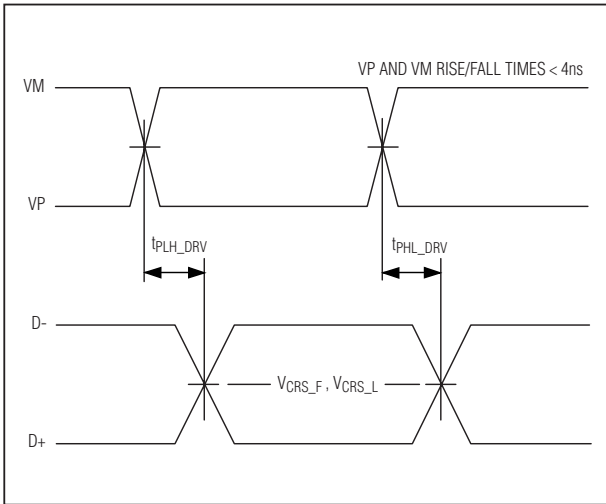 VP AND VM RISE/FALL TIMES < 4ns
VM
VP
tPLH_DRV
tPHL_DRV
D-
VCRS_F , VCRS_L
D+